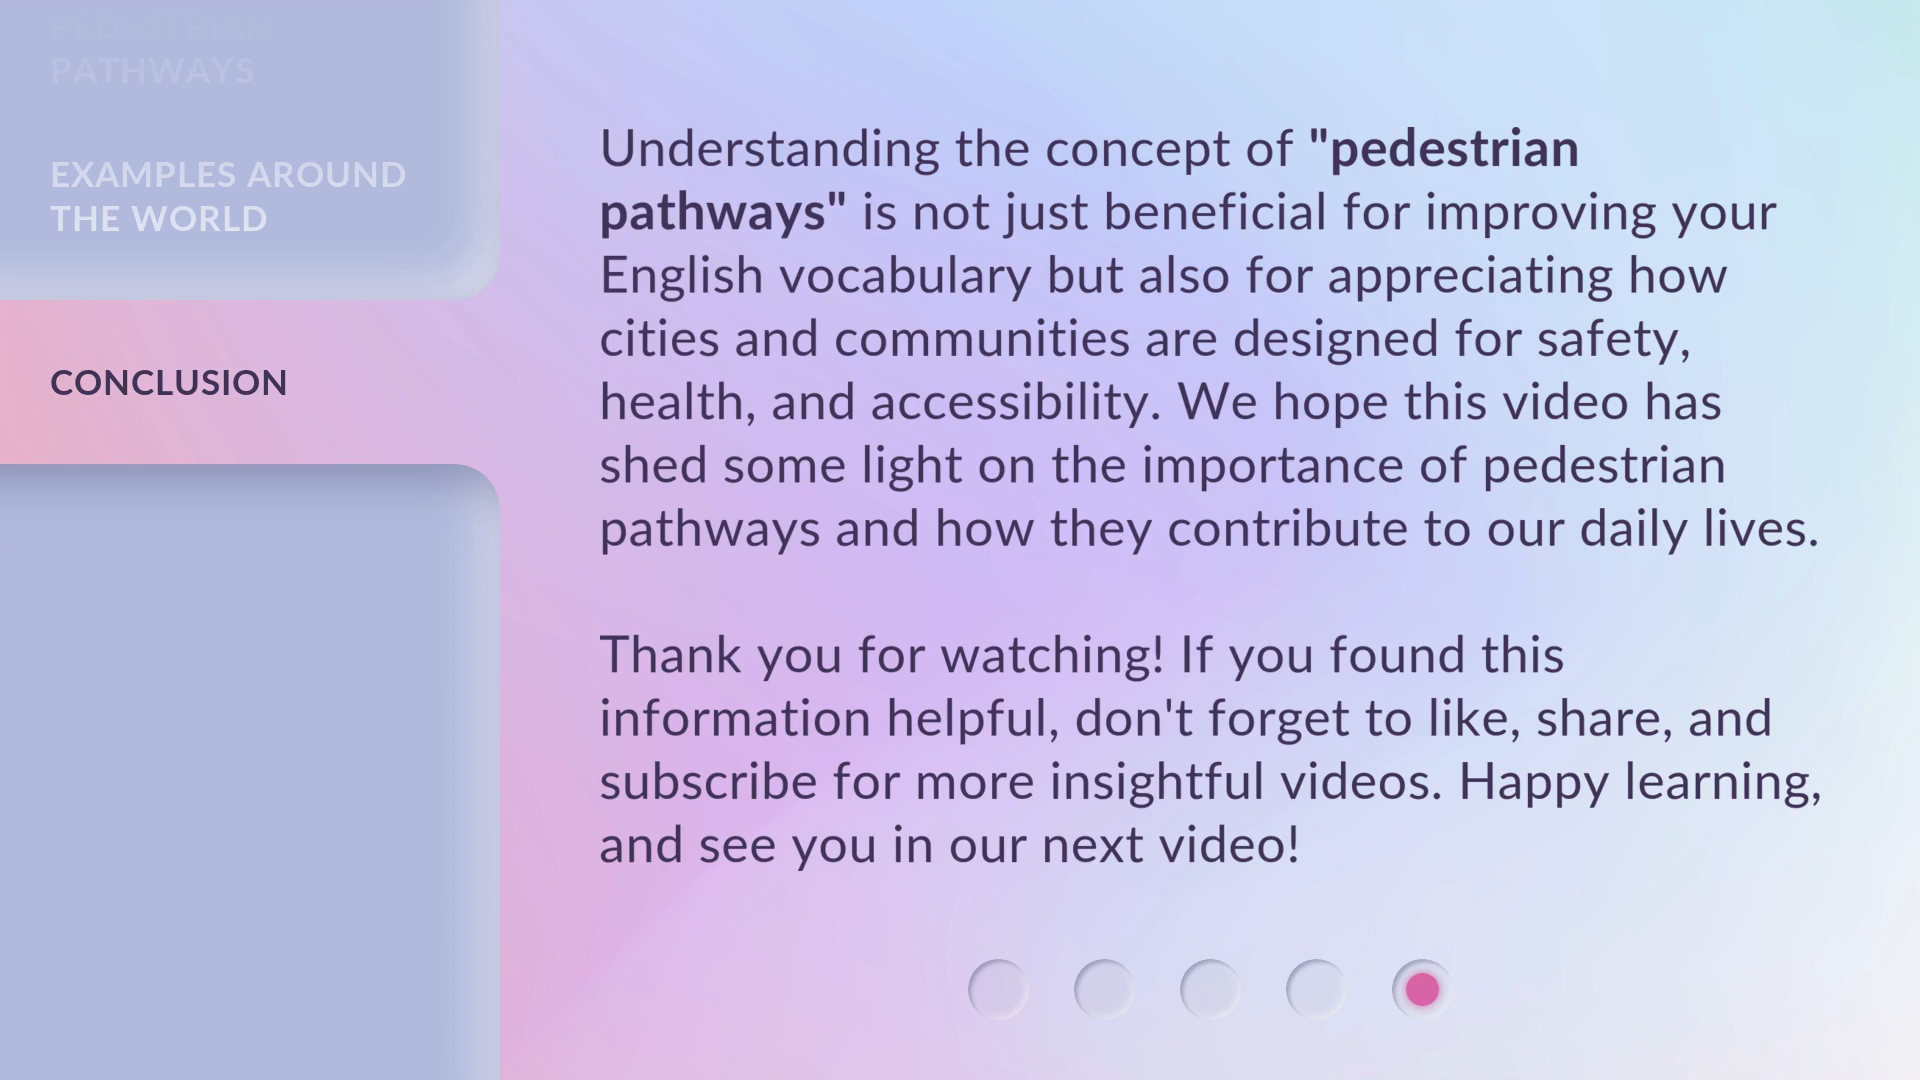 PEDESTRIAN
PATHWAYS
EXAMPLES AROUND
THE WORLD
CONCLUSION
Understanding the concept of "pedestrian
pathways" is not just beneficial for improving your
English vocabulary but also for appreciating how
cities and communities are designed for safety,
health, and accessibility. We hope this video has
shed some light on the importance of pedestrian
pathways and how they contribute to our daily lives.
Thank you for watching! If you found this
information helpful, don't forget to like, share, and
subscribe for more insightful videos. Happy learning,
and see you in our next video!